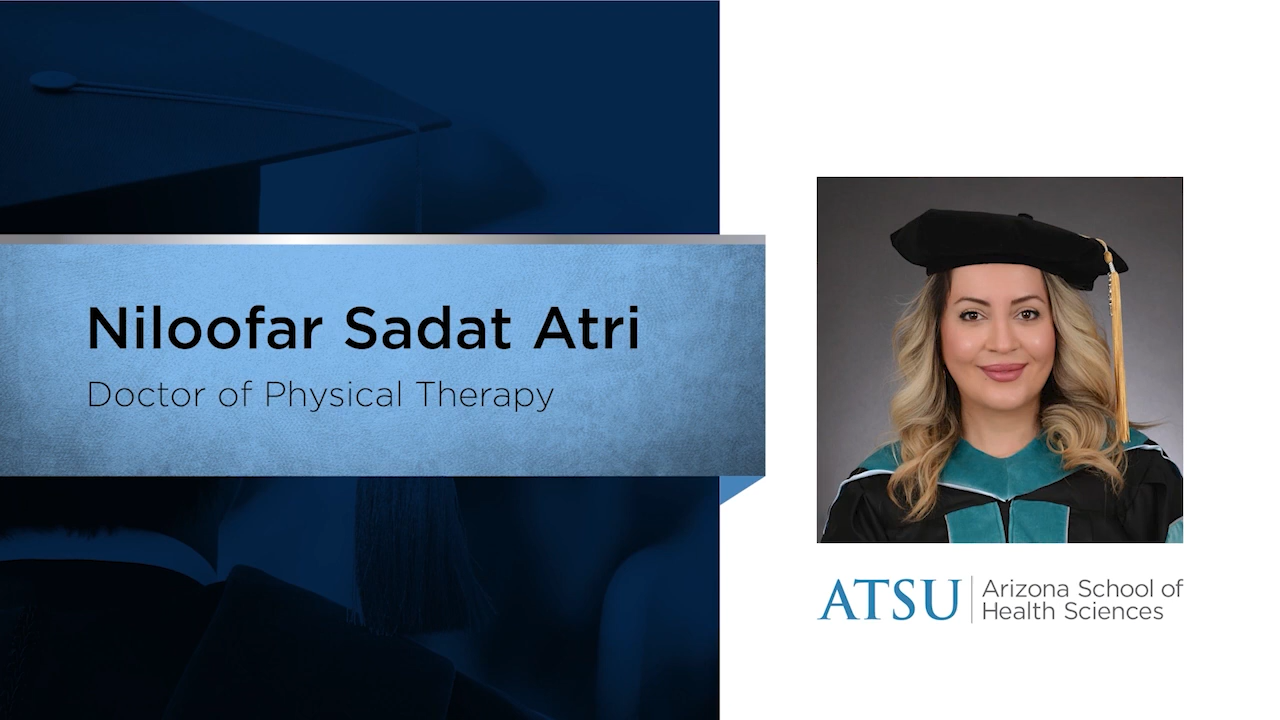 Niloofar Sadat Atri
Doctor of Physical Therapy
ATSU
Arizona School of
Health Sciences